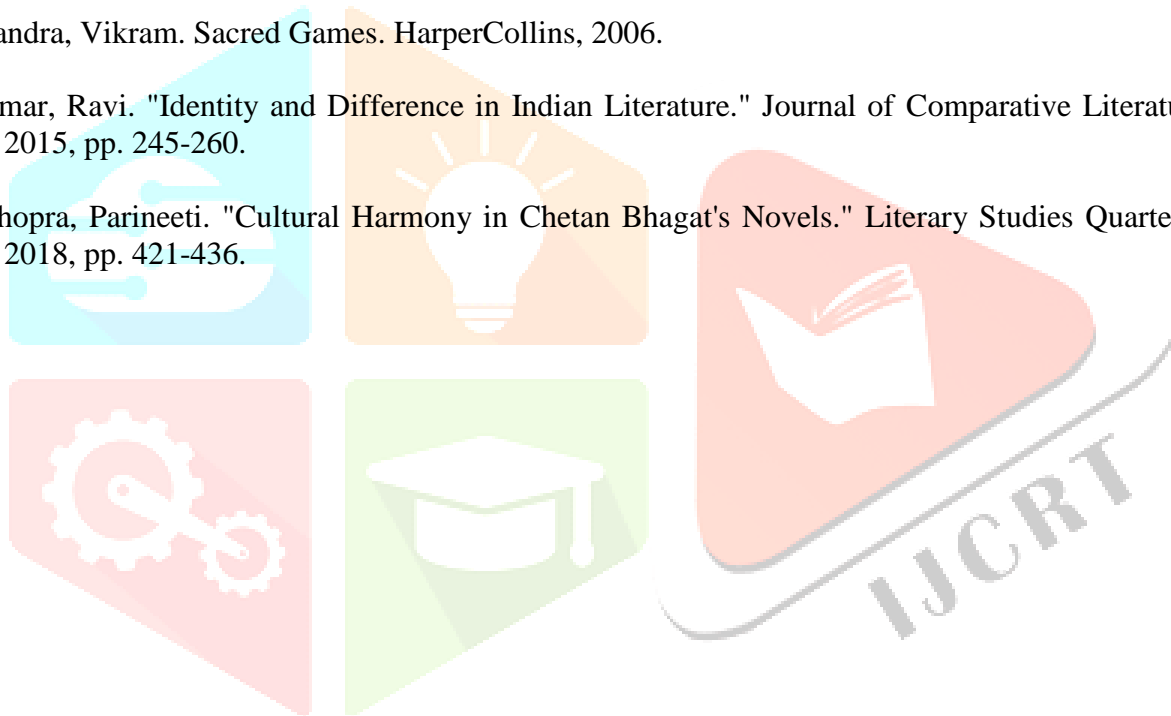 andra, Vikram. Sacred Games. HarperCollins, 2006.
mar, Ravi. "Identity and Difference in Indian Literature." Journal of Comparative Literatu
2015, pp. 245-260.
hopra, Parineeti. "Cultural Harmony in Chetan Bhagat's Novels." Literary Studies Quarte
2018, pp. 421-436.
IJCRT